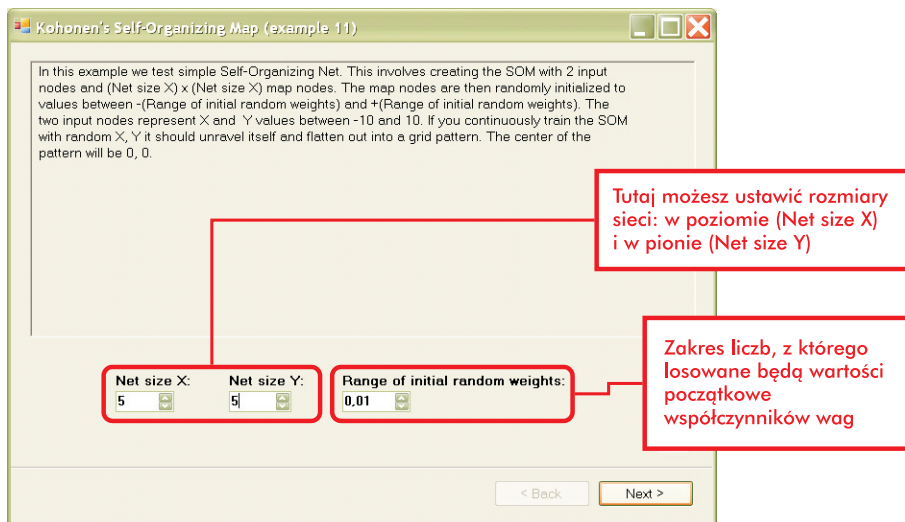 Kohonen's Self-Organizing Map (example 11)
In this example we test simple Self-Organizing Net. This involves creating the SOM with 2 input
nodes and (Net size X) x (Net size X) map nodes. The map nodes are then randomly initialized to
values between -(Range of initial random weights) and +(Range of initial random weights). The
two input nodes represent X and Y values between -10 and 10. If you continuously train the SOM
with random X, Y it should unravel itself and flatten out into a grid pattern. The center of the
pattern will be 0, 0.
Tutaj możesz ustawić rozmiary
sieci: w poziomie (Net size X)
i w pionie (Net size Y)
Zakres liczb, z którego
losowane będą wartości
początkowe
współczynników wag
Net size X: Net size Y: Range of initial random weights:
5 5 0,01
< Back Next >